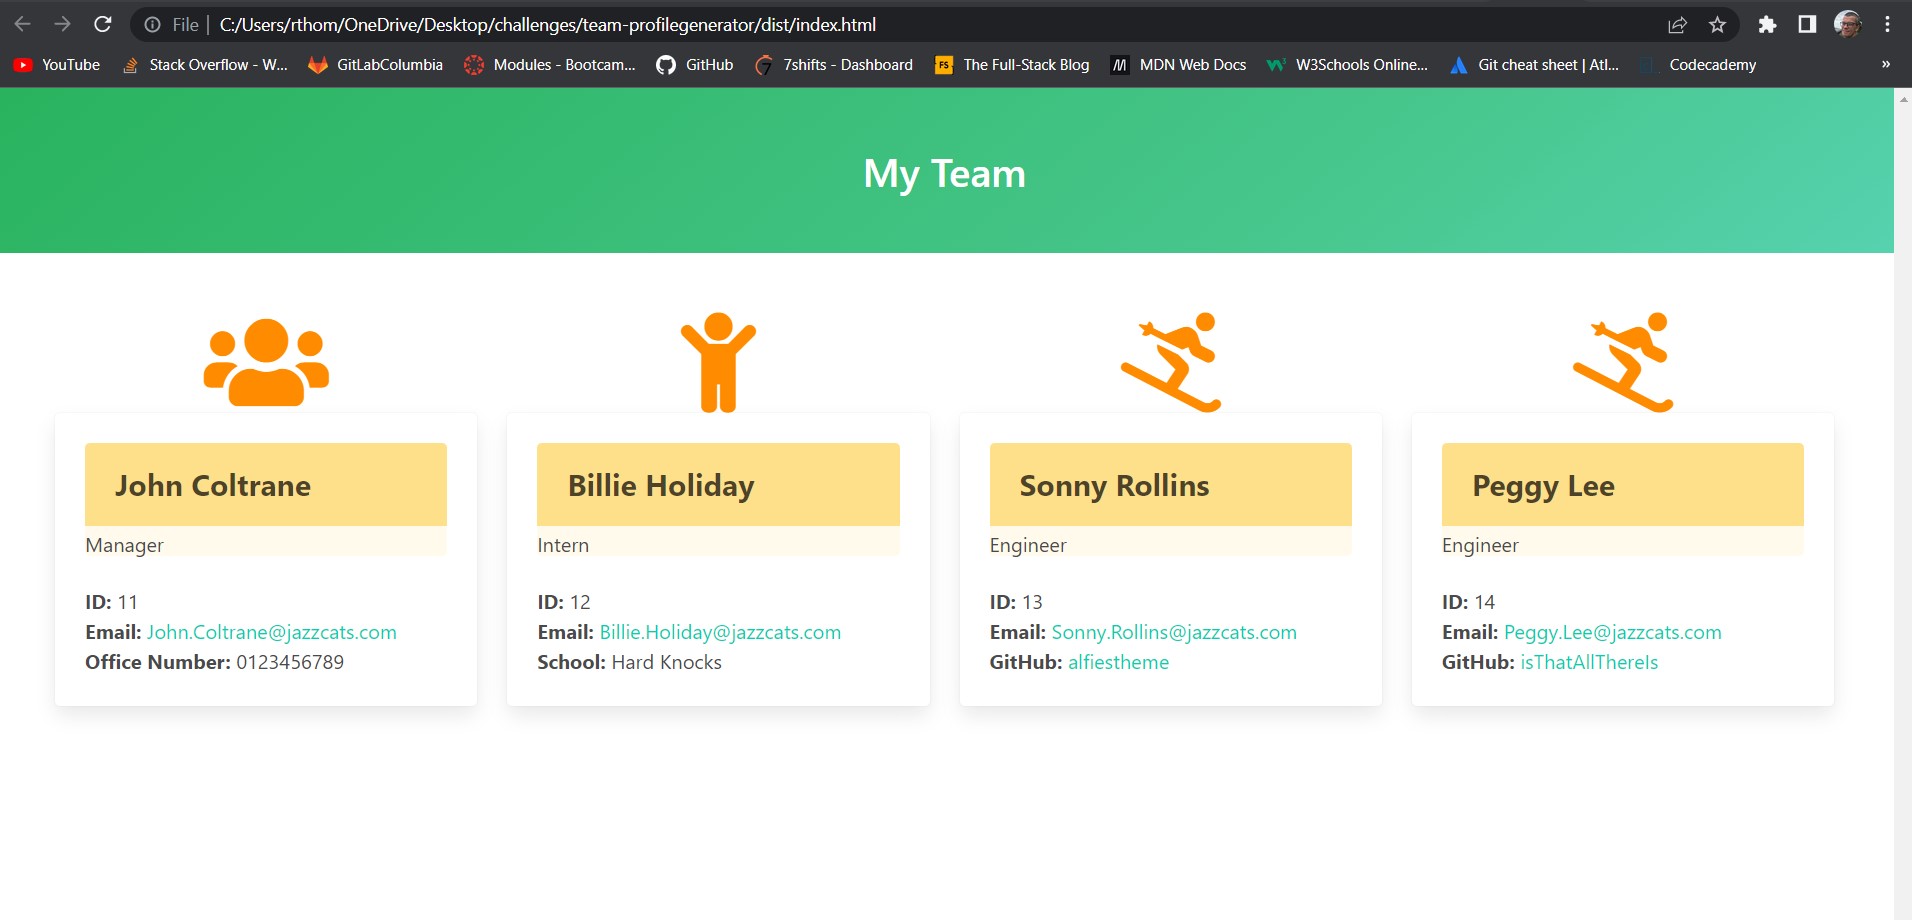 File | C:/Users/rthom/OneDrive/Desktop/challenges/team-profilegenerator/dist/index.html
YouTube Stack Overflow - W... GitLabColumbia Modules - Bootcam... GitHub 7shifts - Dashboard FS The Full-Stack Blog MDN Web Docs W3Schools Online... Git cheat sheet | Atl... Codecademy »
My Team
John Coltrane
Manager
ID: 11
Email: John.Coltrane@jazzcats.com
Office Number: 0123456789
Billie Holiday
Intern
ID: 12
Email: Billie.Holiday@jazzcats.com
School: Hard Knocks
Sonny Rollins
Engineer
ID: 13
Email: Sonny.Rollins@jazzcats.com
GitHub: alfiestheme
Peggy Lee
Engineer
ID: 14
Email: Peggy.Lee@jazzcats.com
GitHub: isThatAllThereIs